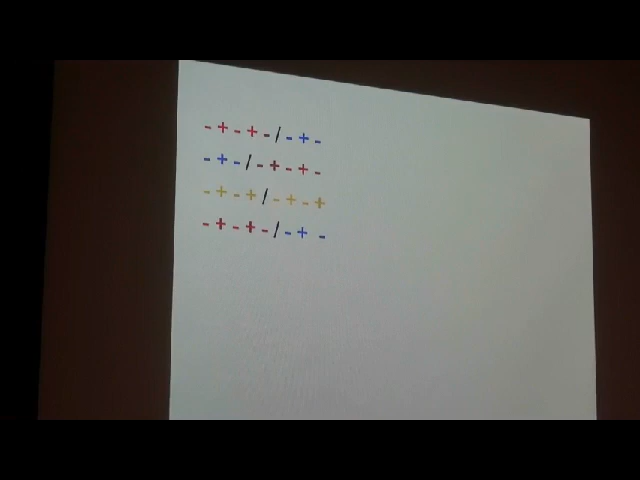 - + - + - / - + -
- + - / - + - + -
- + - + / - + - +
- + - + - / - + -